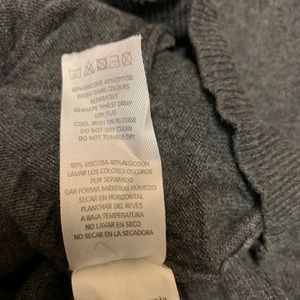 60% VISCOSE 40% COTTON
WASH DARK COLOURS
SEPARATELY
RESHAPE WHILST DAMP
DRY FLAT
COOL IRON ON REVERSE
DO NOT DRY CLEAN
DO NOT TUMBLE DRY
60% VISCOSA 40% ALGODON
LAVAR LOS COLORES OSCUROS
POR SEPARADO
DAR FORMA MIENTRAS HUMEDO
SECAR EN HORIZONTAL
PLANCHAR DEL REVES
A BAJA TEMPERATURA
NO LAVAR EN SECO
NO SECAR EN LA SECADORA